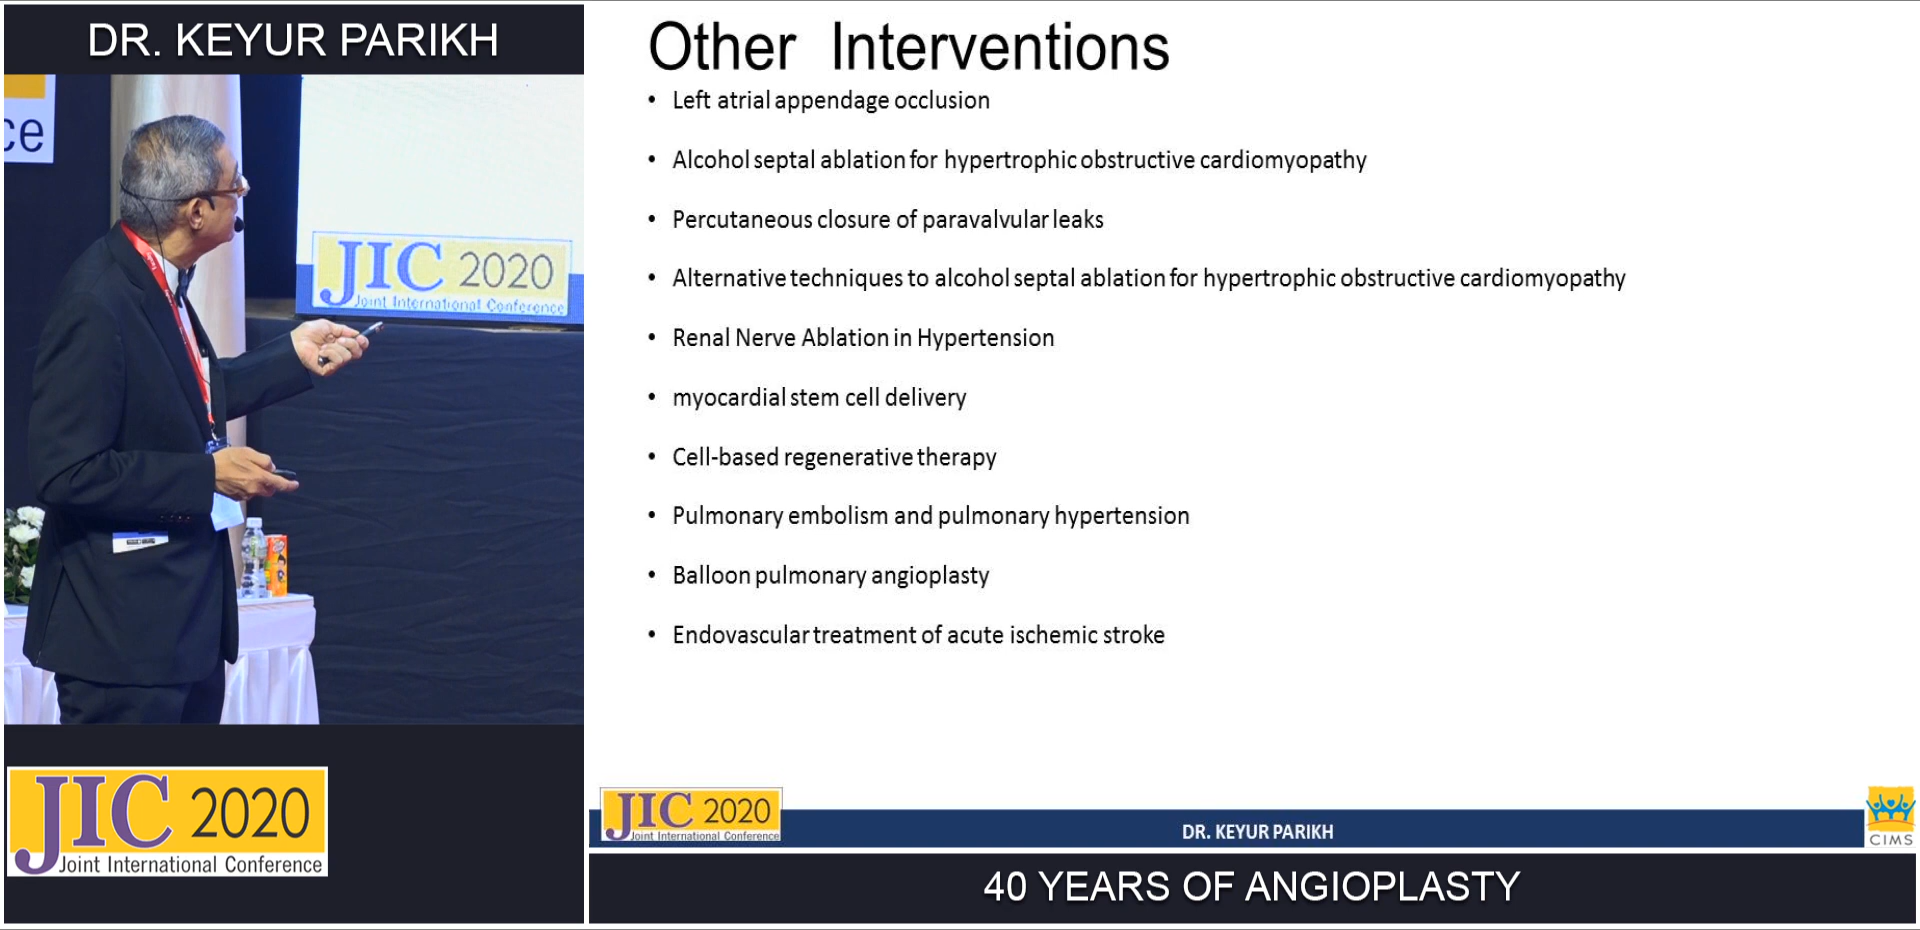 DR. KEYUR PARIKH
ce
JIC 2020
Joint International Conference
JIC 2020
Joint International Conference
Other Interventions
• Left atrial appendage occlusion
• Alcohol septal ablation for hypertrophic obstructive cardiomyopathy
• Percutaneous closure of paravalvular leaks
• Alternative techniques to alcohol septal ablation for hypertrophic obstructive cardiomyopathy
• Renal Nerve Ablation in Hypertension
• myocardial stem cell delivery
• Cell-based regenerative therapy
• Pulmonary embolism and pulmonary hypertension
• Balloon pulmonary angioplasty
• Endovascular treatment of acute ischemic stroke
JIC 2020
Joint International Conference
DR. KEYUR PARIKH
CIMS
40 YEARS OF ANGIOPLASTY